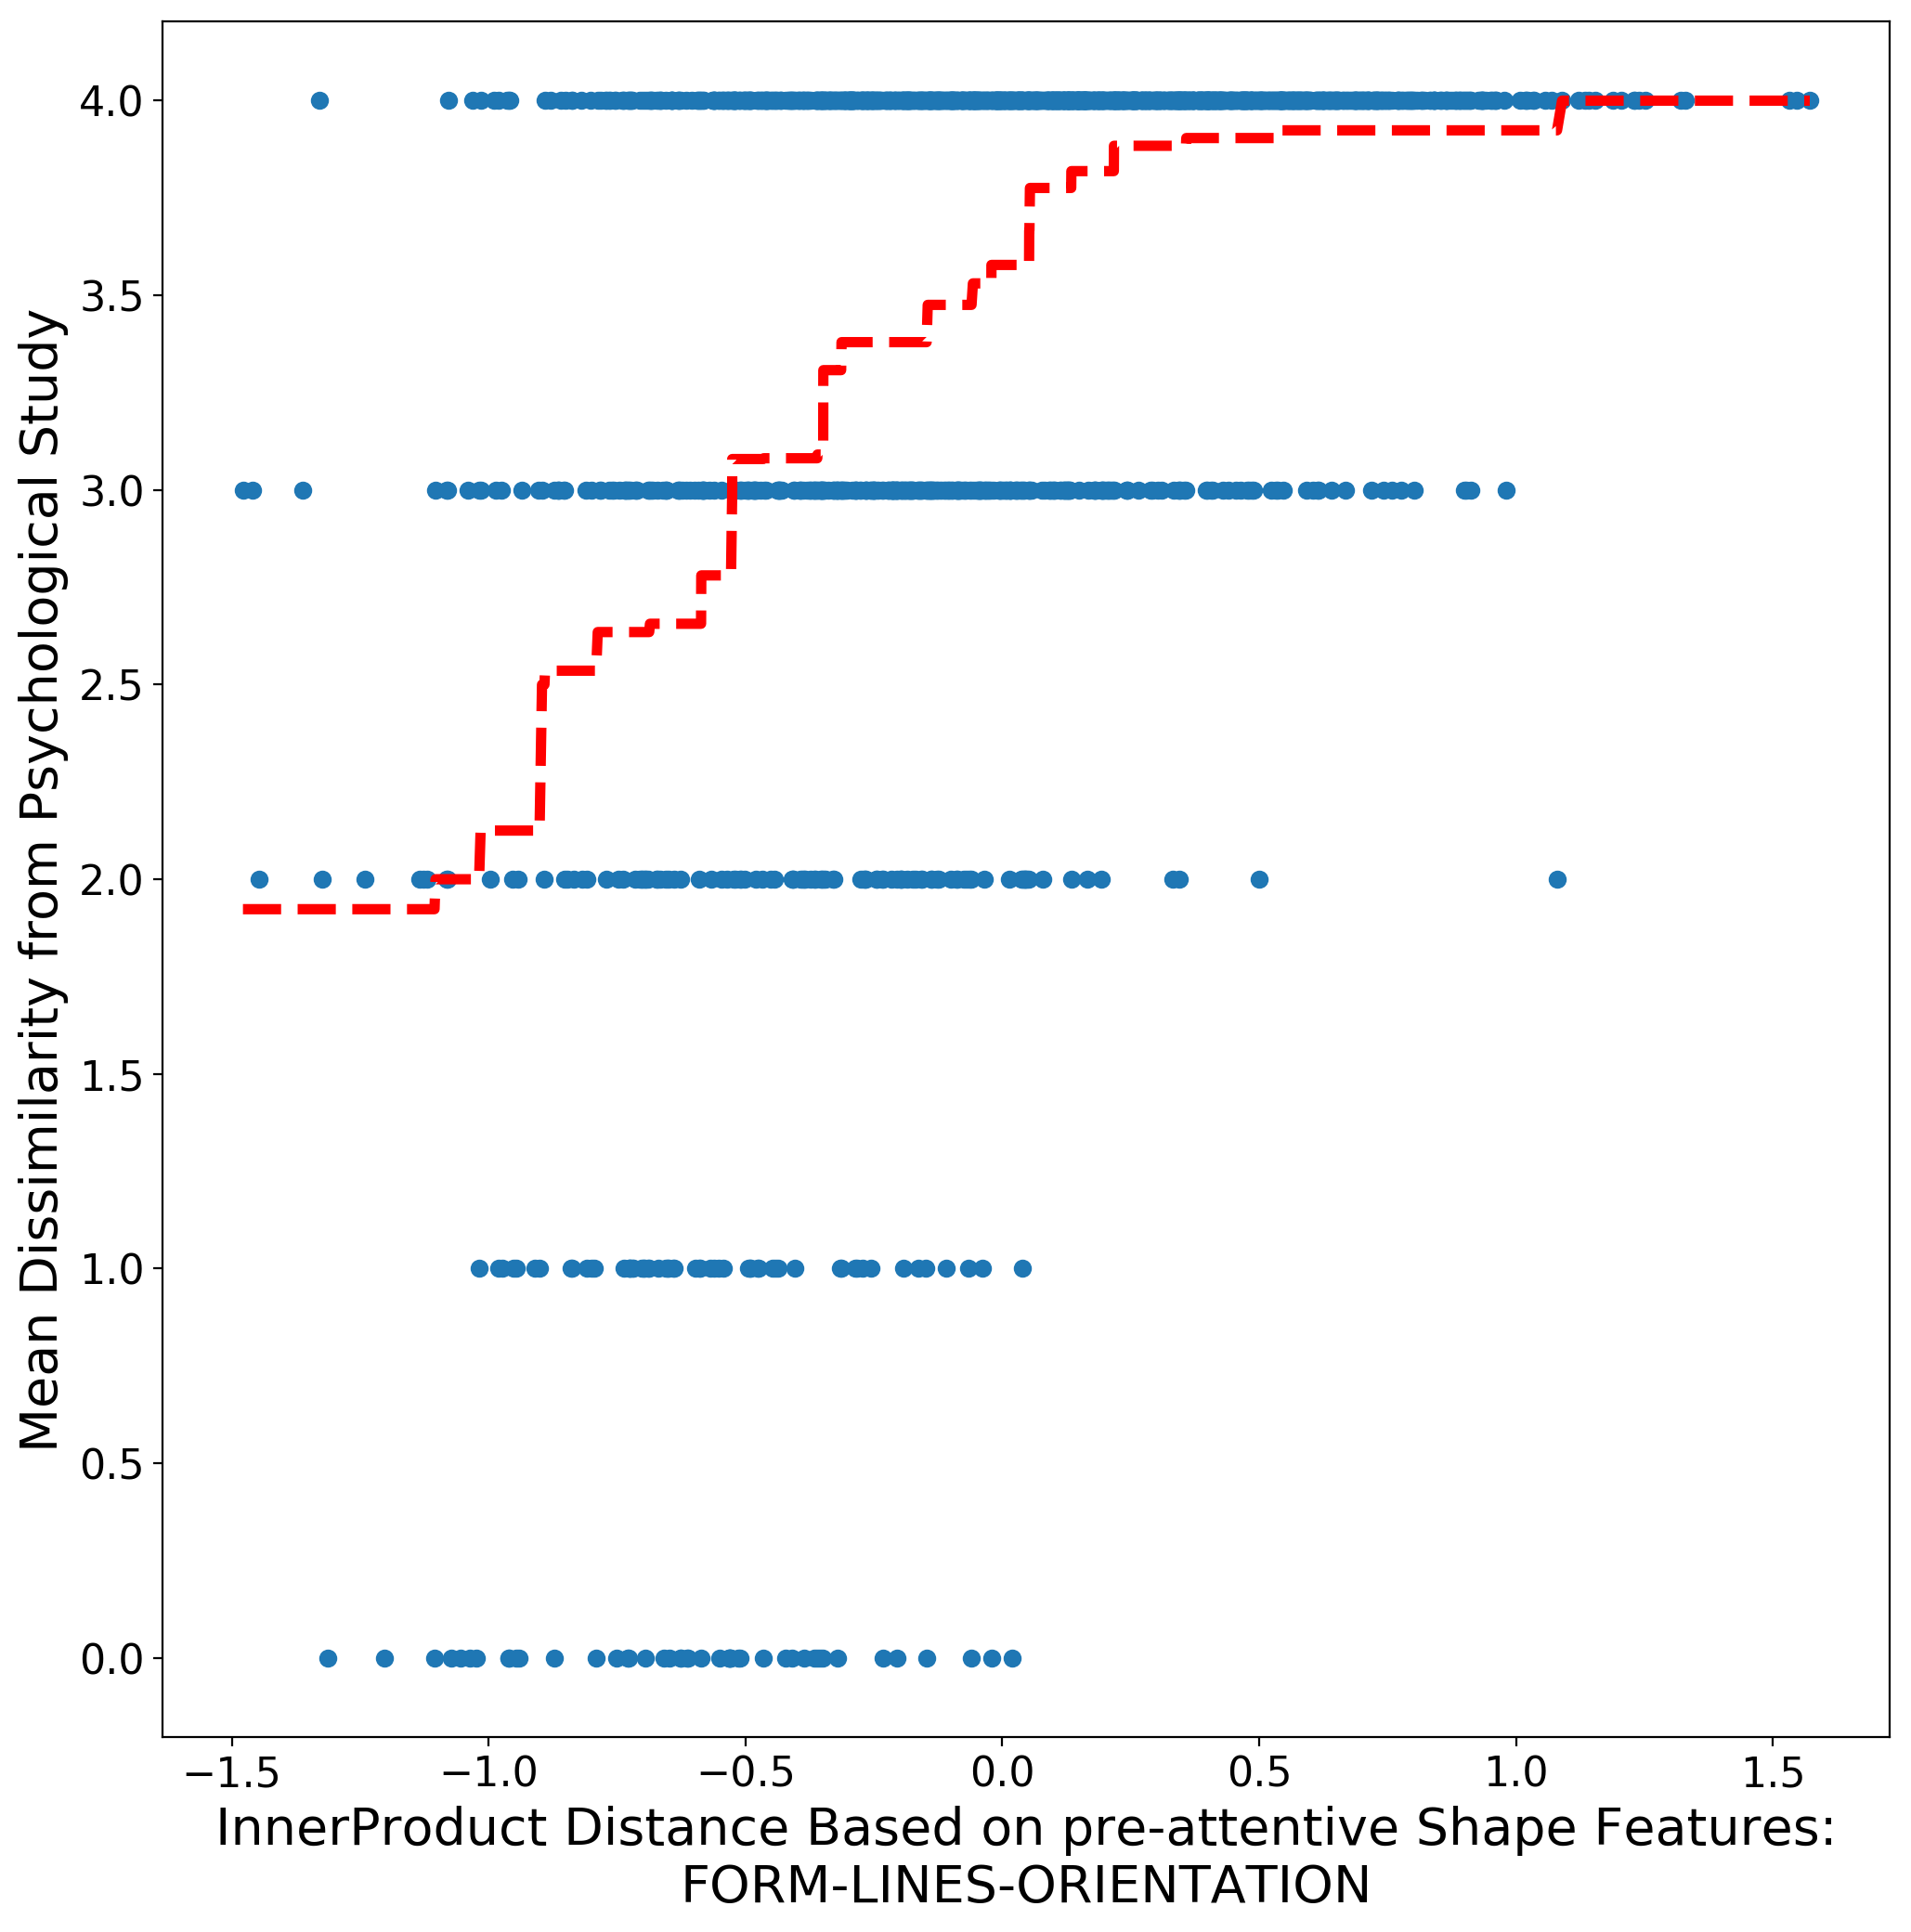 Mean Dissimilarity from Psychological Study
4.0
3.5
3.0
2.5
2.0
1.5
1.0
0.5
0.0
−1.5 −1.0 −0.5 0.0 0.5 1.0 1.5
InnerProduct Distance Based on pre-attentive Shape Features:
FORM-LINES-ORIENTATION